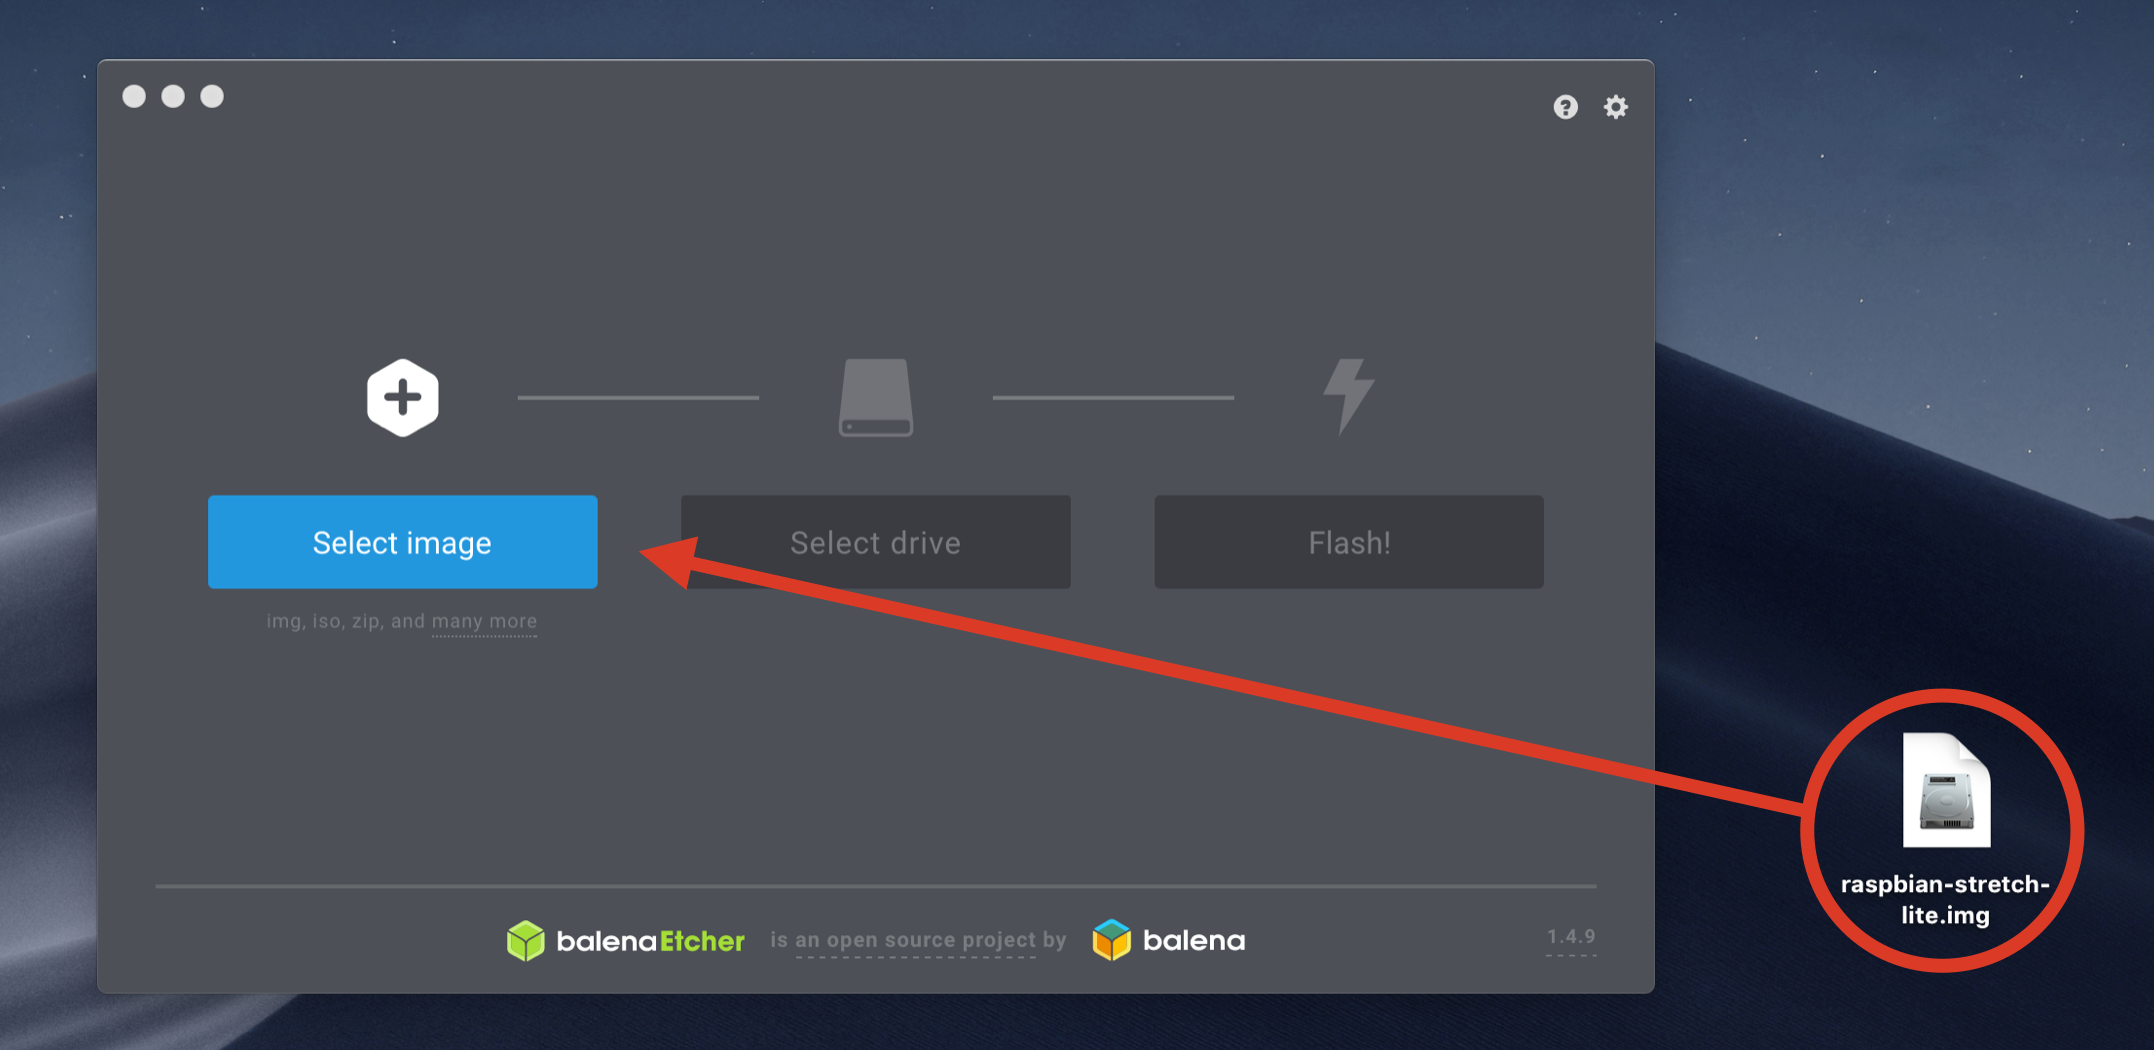 Select image
Select drive
Flash!
img, iso, zip, and many more
raspbian-stretch-
lite.img
balenaEtcher is an open source project by balena
1.4.9